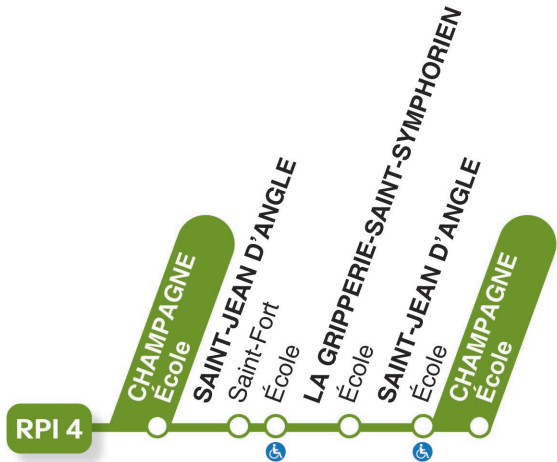 RPI 4
CHAMPAGNE
École
SAINT-JEAN D'ANGLE
Saint-Fort
École
LA GRIPPERIE-SAINT-SYMPHORIEN
École
SAINT-JEAN D'ANGLE
École
CHAMPAGNE
École